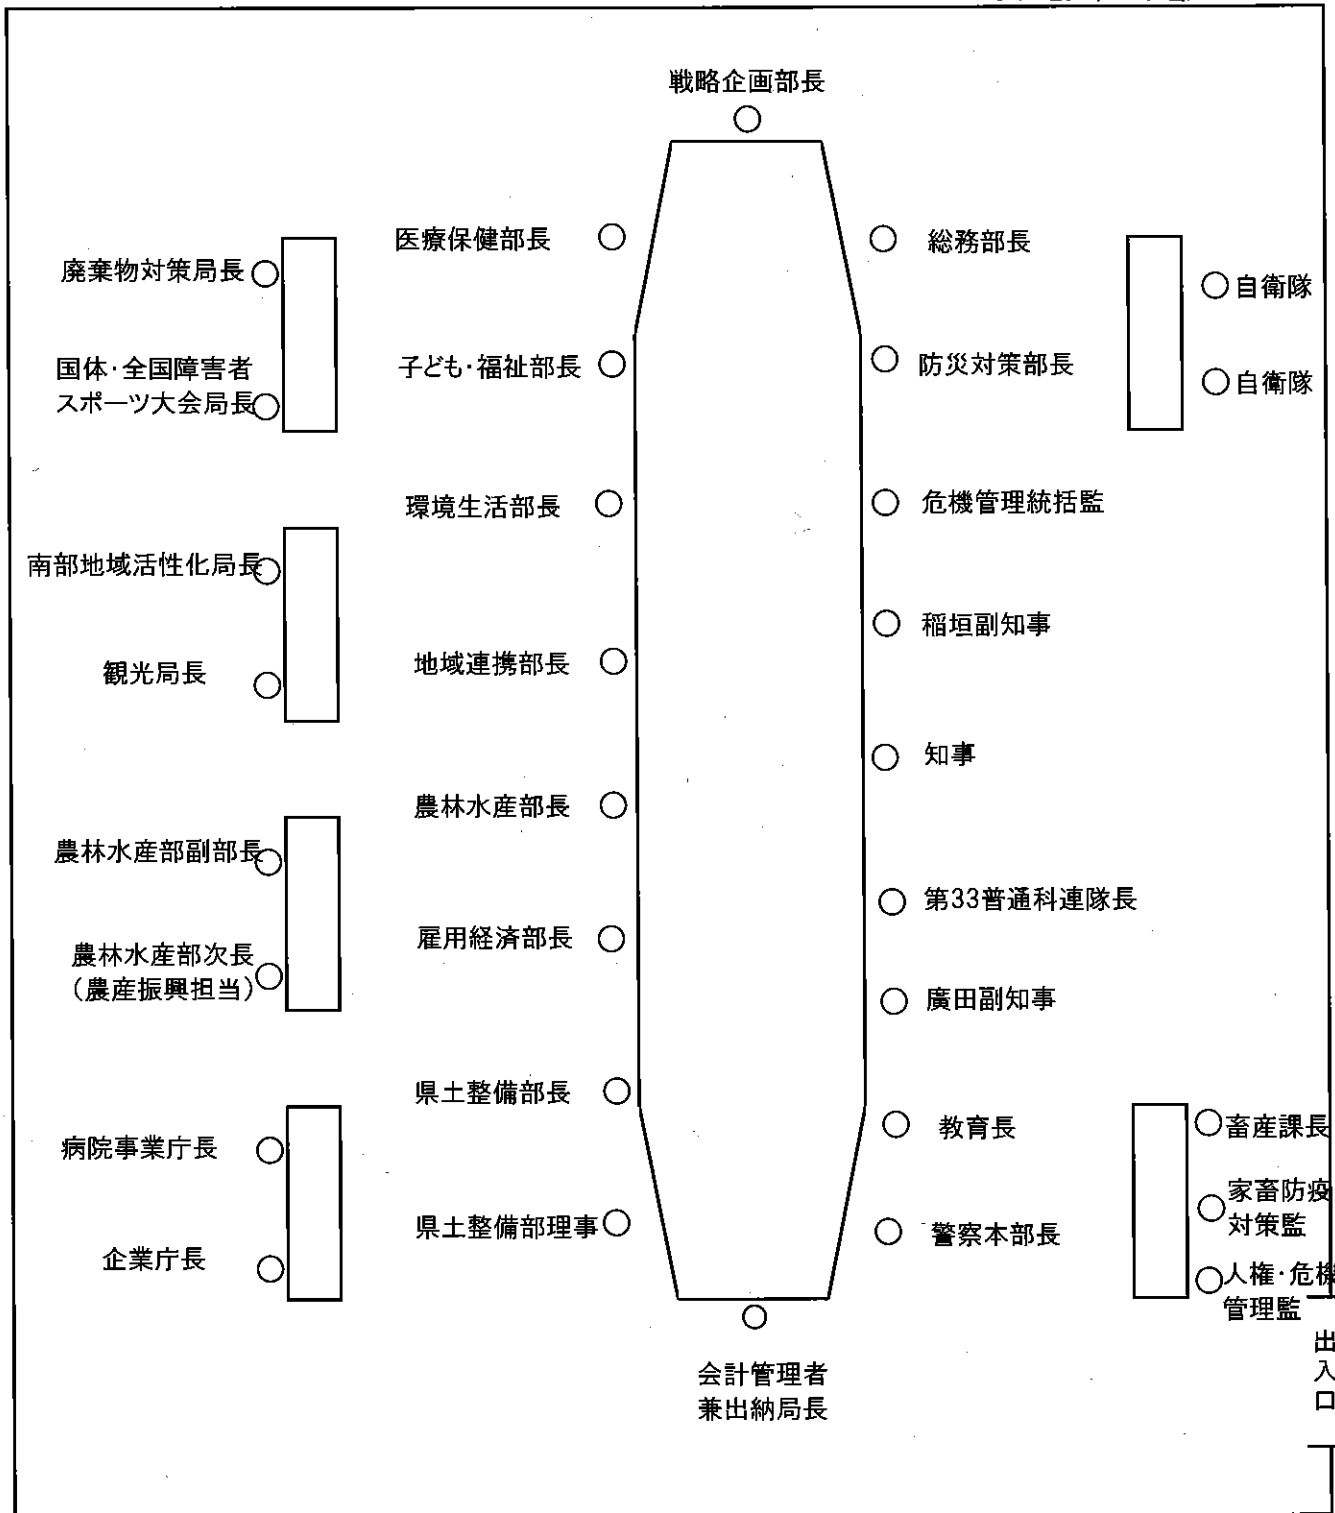 戦略企画部長
医療保健部長
総務部長
廃棄物対策局長
自衛隊
国体・全国障害者
スポーツ大会局長
子ども・福祉部長
防災対策部長
自衛隊
環境生活部長
危機管理統括監
南部地域活性化局長
稲垣副知事
観光局長
地域連携部長
知事
農林水産部長
農林水産部副部長
第33普通科連隊長
雇用経済部長
農林水産部次長
（農産振興担当）
廣田副知事
県土整備部長
教育長
畜産課長
病院事業庁長
家畜防疫
対策監
県土整備部理事
警察本部長
企業庁長
人権・危機
管理監
出入口
会計管理者
兼出納局長